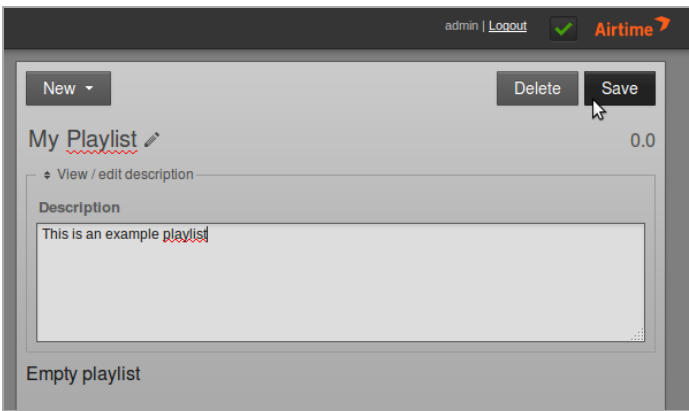 admin | Logout
Airtime
New
Delete
Save
My Playlist
0.0
View / edit description
Description
This is an example playlist
Empty playlist